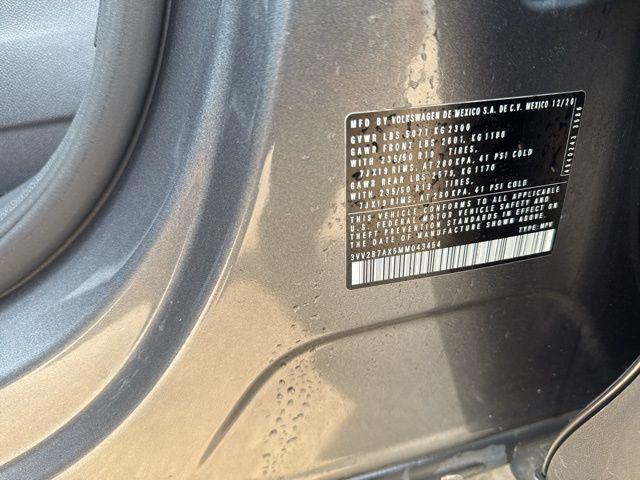 MFD BY VOLKSWAGEN DE MEXICO S.A. DE C.V. MEXICO 12/20
GVWR LBS 5071 KG 2300
GAWR FRONT LBS 2601, KG 1180
WITH 235/50 R19 TIRES,
7JX19 RIMS, AT 280 KPA, 41 PSI COLD
GAWR REAR LBS 2579 KG 1170
WITH 235/50 R19 TIRES,
7JX19 RIMS, AT 280 KPA, 41 PSI COLD
THIS VEHICLE CONFORMS TO ALL APPLICABLE
U.S. FEDERAL MOTOR VEHICLE SAFETY AND
THEFT PREVENTION STANDARDS IN EFFECT ON
THE DATE OF MANUFACTURE SHOWN ABOVE.
TYPE: MPV